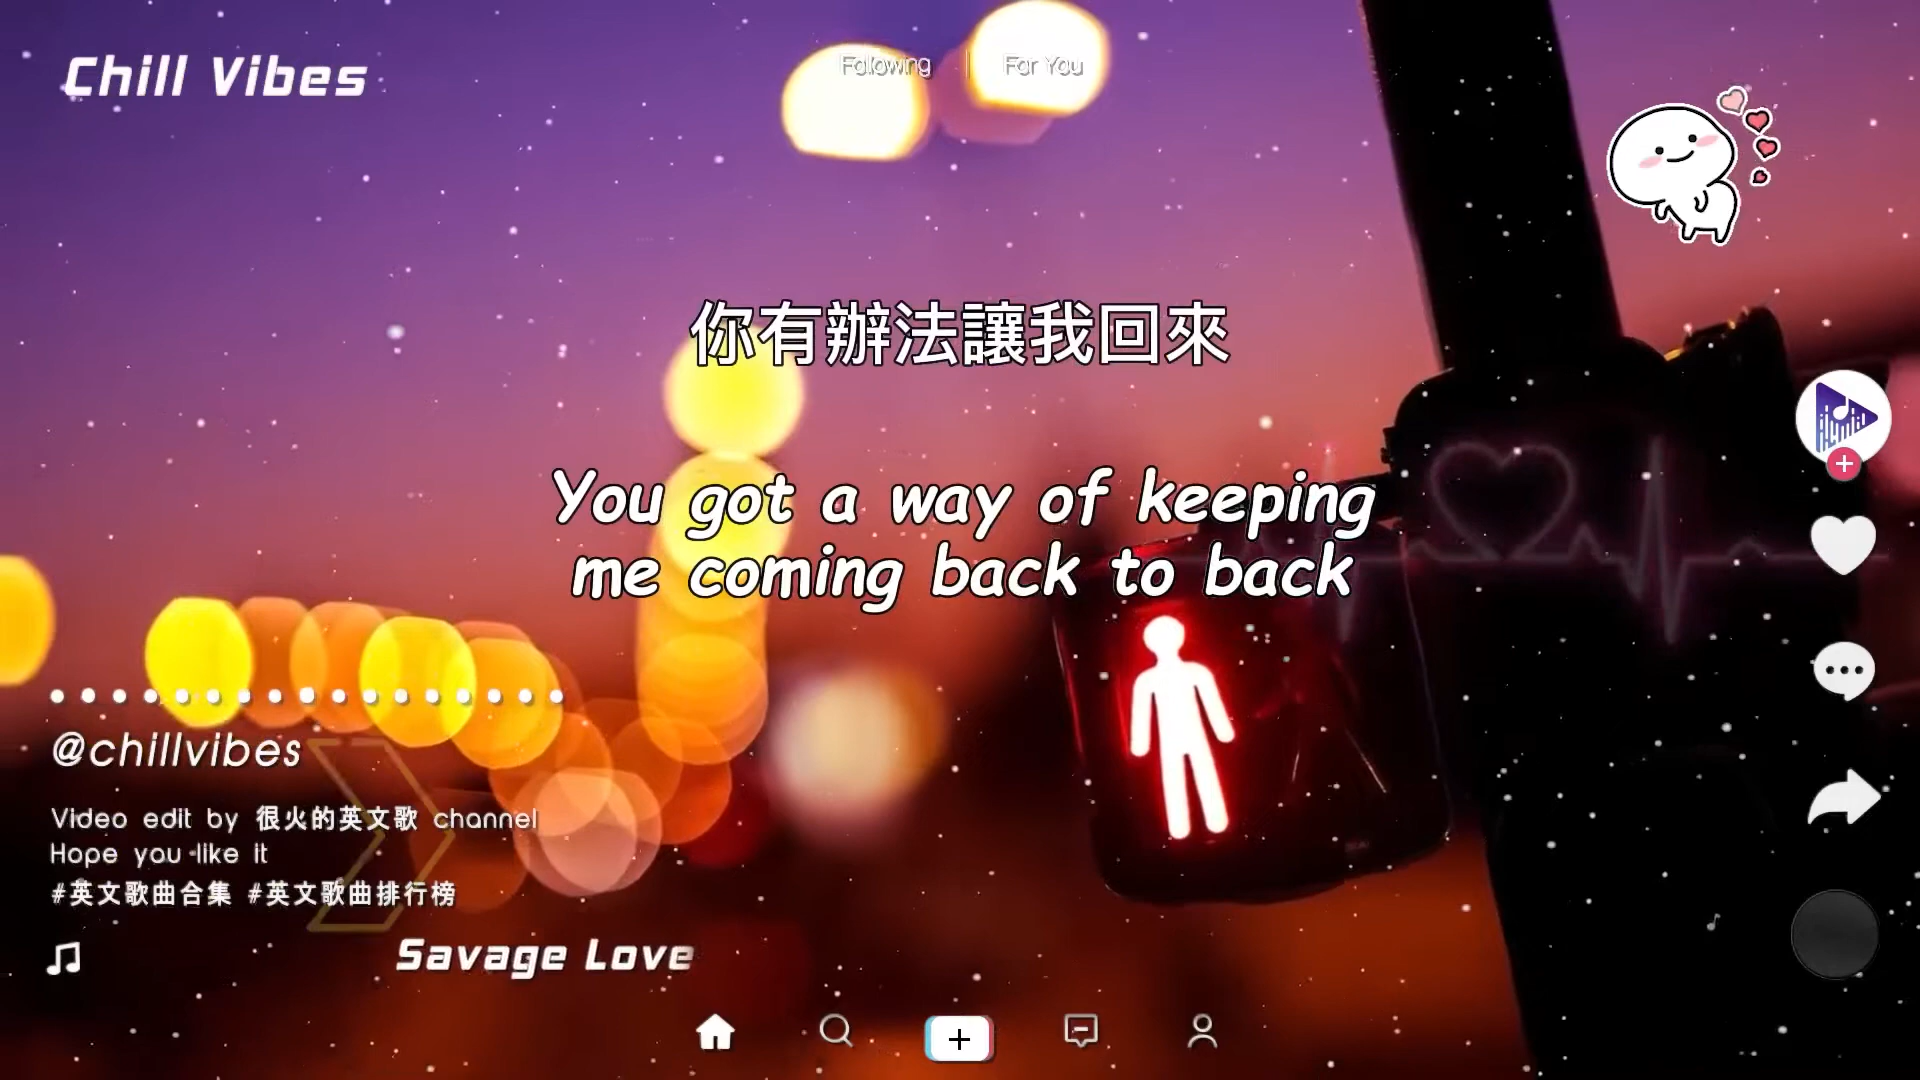 Chill Vibes
Following | For You
你有辦法讓我回來
You got a way of keeping
me coming back to back
@chillvibes
Video edit by 很火的英文歌 channel
Hope you like it
#英文歌曲合集 #英文歌曲排行榜
Savage Love